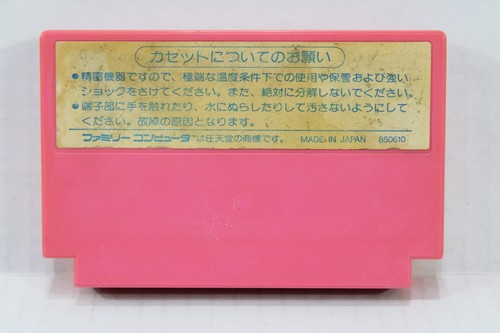 カセットについてのお願い
●精密機器ですので、極端な温度条件下での使用や保管および強い
ショックをさけてください。また、絶対に分解しないでください。
●端子部に手を触れたり、水にぬらしたりして汚さないようにして
ください。故障の原因となります。
ファミリーコンピュータ™は任天堂の商標です。 MADE IN JAPAN 850610